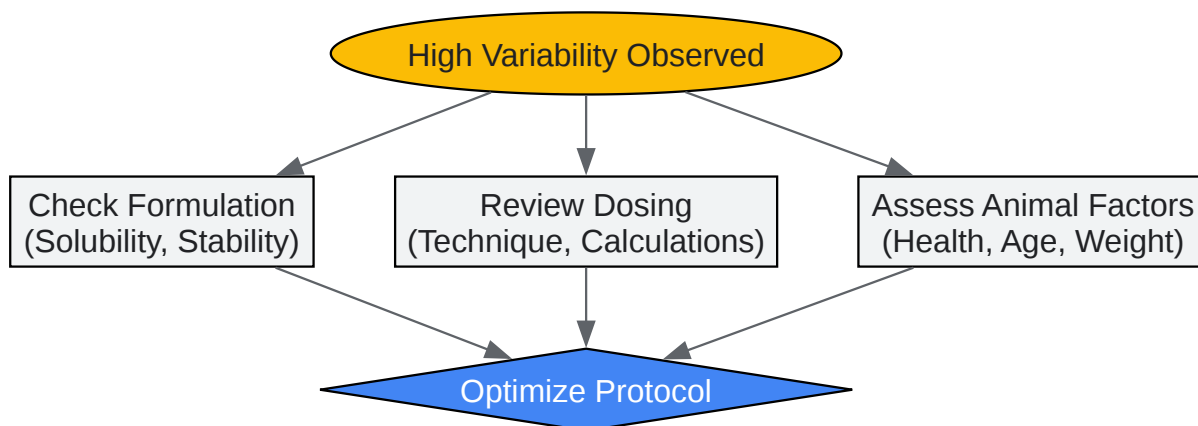 High Variability Observed
Check Formulation
(Solubility, Stability)
Review Dosing
(Technique, Calculations)
Assess Animal Factors
(Health, Age, Weight)
Optimize Protocol